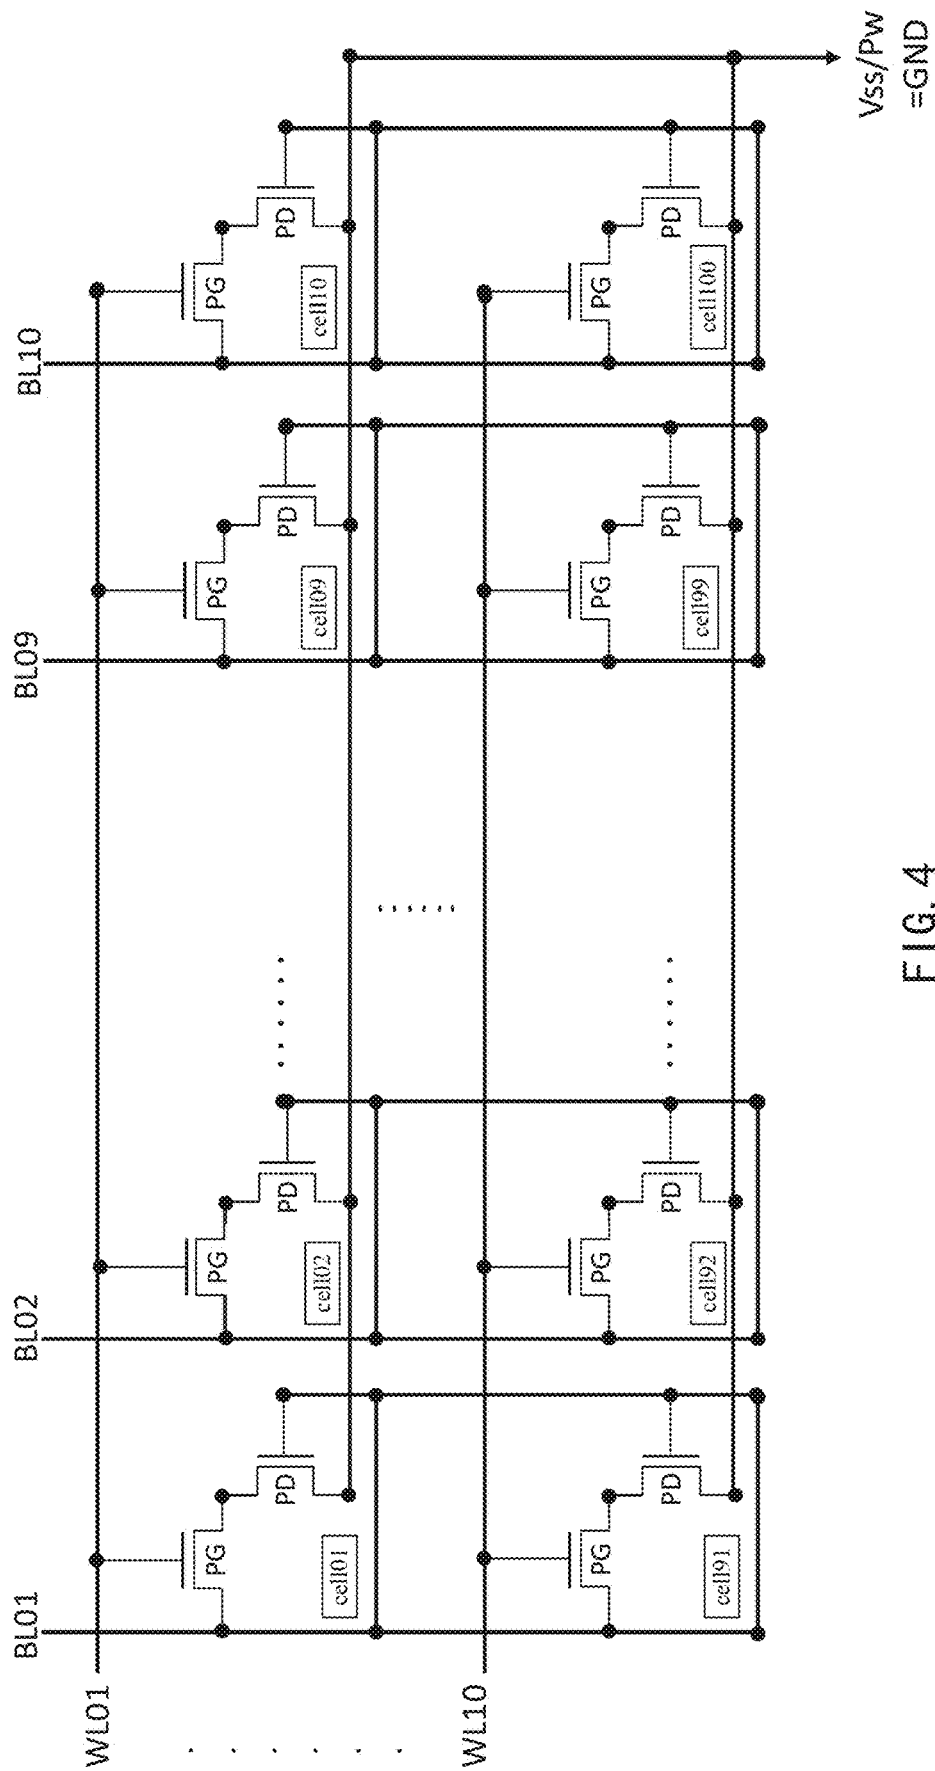 BL01
BL02
BL09
BL10
WL01
PG
PG
PG
PG
PD
PD
PD
PD
cell01
cell02
cell09
cell10
WL10
PG
PG
PG
PG
PD
PD
PD
PD
cell91
cell92
cell99
cell100
Vss/Pw
=GND
FIG. 4